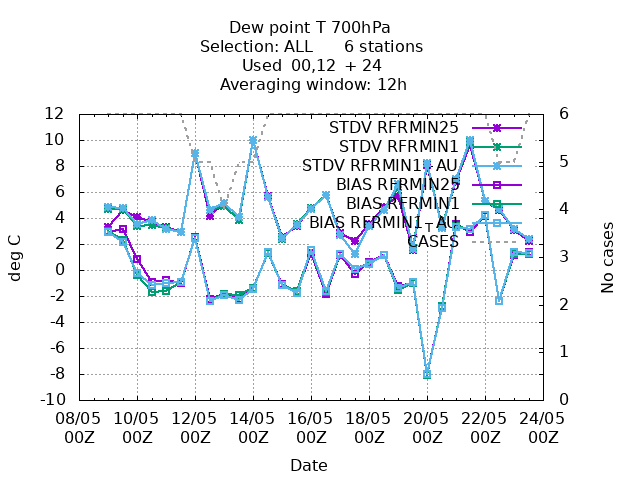 Dew point T 700hPa
Selection: ALL 6 stations
Used 00,12 + 24
Averaging window: 12h
12
10
8
6
4
2
0
-2
-4
-6
-8
-10
deg C
6
5
4
3
2
1
0
No cases
STDV RFRMIN25
STDV RFRMIN1
STDV RFRMIN1_AU
BIAS RFRMIN25
BIAS RFRMIN1
BIAS RFRMIN1_AU
CASES
08/05 10/05 12/05 14/05 16/05 18/05 20/05 22/05 24/05
00Z 00Z 00Z 00Z 00Z 00Z 00Z 00Z 00Z
Date